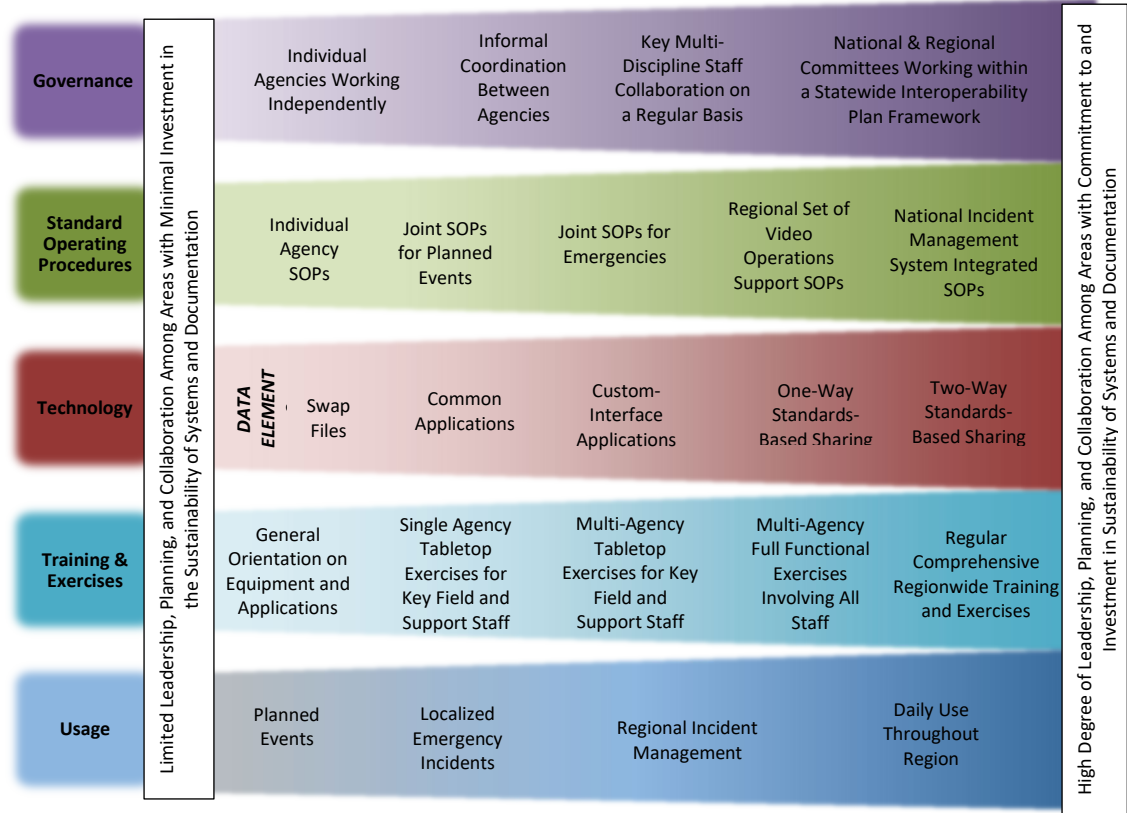 Limited Leadership, Planning, and Collaboration Among Areas with Minimal Investment in
the Sustainability of Systems and Documentation
Governance
Individual
Agencies Working
Independently
Informal
Coordination
Between
Agencies
Key Multi-
Discipline Staff
Collaboration on
a Regular Basis
National & Regional
Committees Working within
a Statewide Interoperability
Plan Framework
Standard
Operating
Procedures
Individual
Agency
SOPs
Joint SOPs
for Planned
Events
Joint SOPs for
Emergencies
Regional Set of
Video
Operations
Support SOPs
National Incident
Management
System Integrated
SOPs
Technology
DATA
ELEMENT
Swap
Files
Common
Applications
Custom-
Interface
Applications
One-Way
Standards-
Based Sharing
Two-Way
Standards-
Based Sharing
Training &
Exercises
General
Orientation on
Equipment and
Applications
Single Agency
Tabletop
Exercises for
Key Field and
Support Staff
Multi-Agency
Tabletop
Exercises for Key
Field and
Support Staff
Multi-Agency
Full Functional
Exercises
Involving All
Staff
Regular
Comprehensive
Regionwide Training
and Exercises
Usage
Planned
Events
Localized
Emergency
Incidents
Regional Incident
Management
Daily Use
Throughout
Region
High Degree of Leadership, Planning, and Collaboration Among Areas with Commitment to and
Investment in Sustainability of Systems and Documentation